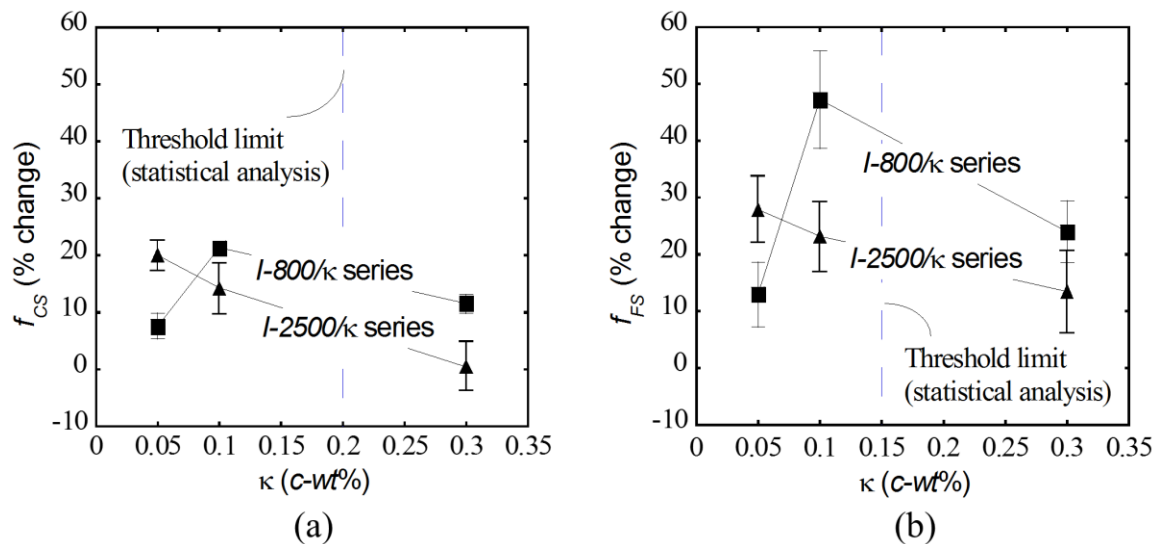 60
50
40
30
20
10
0
-10
f_CS (% change)
Threshold limit
(statistical analysis)
l-800/κ series
l-2500/κ series
0 0.05 0.1 0.15 0.2 0.25 0.3 0.35
κ (c-wt%)
(a)
60
50
40
30
20
10
0
-10
f_FS (% change)
l-800/κ series
l-2500/κ series
Threshold limit
(statistical analysis)
0 0.05 0.1 0.15 0.2 0.25 0.3 0.35
κ (c-wt%)
(b)